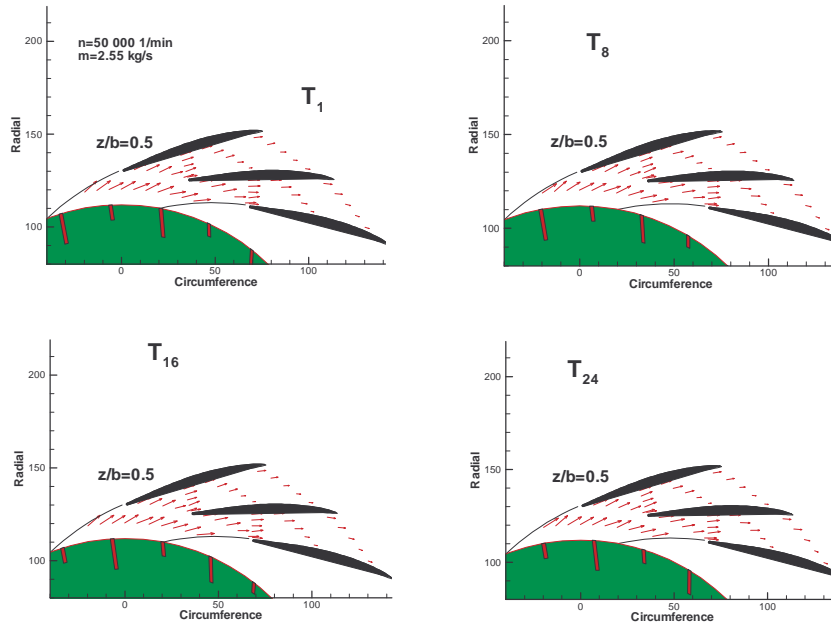 n=50 000 1/min
m=2.55 kg/s
T1
z/b=0.5
Radial
200
150
100
0
50
100
Circumference
T8
z/b=0.5
Radial
200
150
100
0
50
100
Circumference
T16
z/b=0.5
Radial
200
150
100
0
50
100
Circumference
T24
z/b=0.5
Radial
200
150
100
0
50
100
Circumference